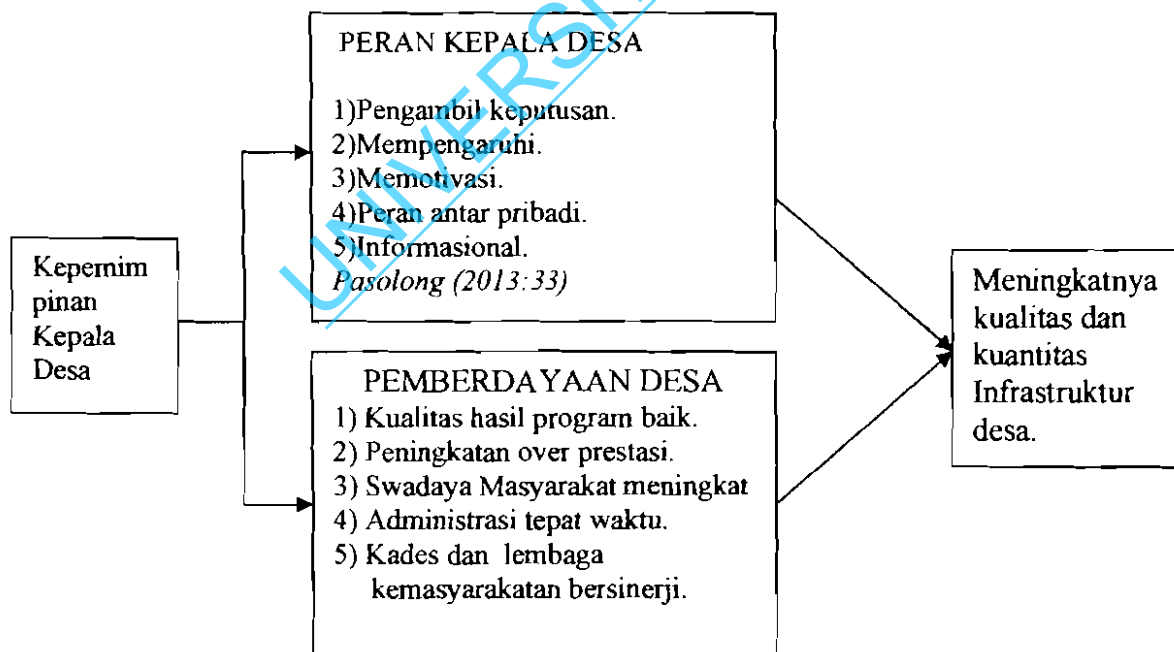 PERAN KEPALA DESA
1)Pengambil keputusan.
2)Mempengaruhi.
3)Memotivasi.
4)Peran antar pribadi.
5)Informasional.
Pasolong (2013:33)
Kepemim
pinan
Kepala
Desa
PEMBERDAYAAN DESA
1) Kualitas hasil program baik.
2) Peningkatan over prestasi.
3) Swadaya Masyarakat meningkat
4) Administrasi tepat waktu.
5) Kades dan lembaga
kemasyarakatan bersinerji.
Meningkatnya
kualitas dan
kuantitas
Infrastruktur
desa.